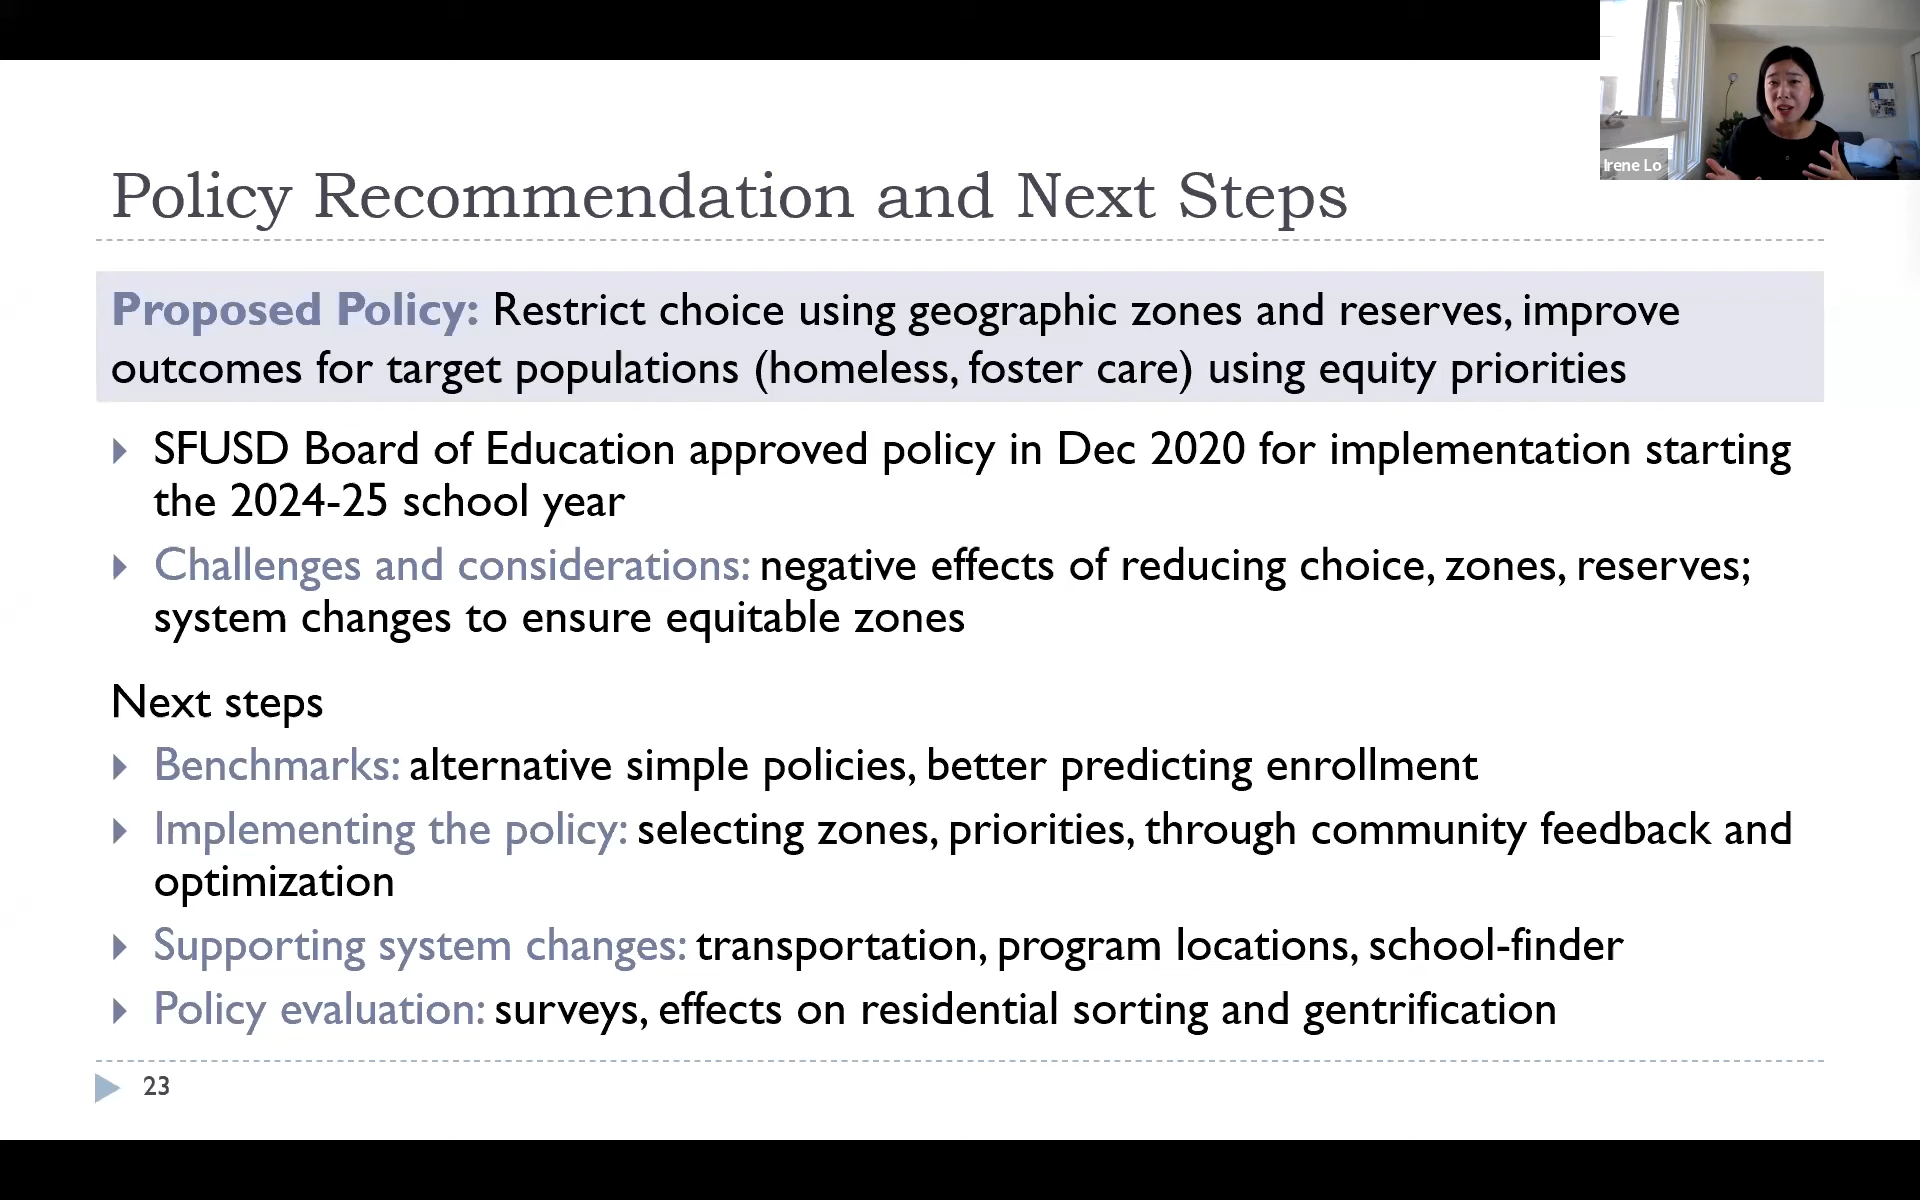 Irene Lo
Policy Recommendation and Next Steps
Proposed Policy: Restrict choice using geographic zones and reserves, improve
outcomes for target populations (homeless, foster care) using equity priorities
SFUSD Board of Education approved policy in Dec 2020 for implementation starting
the 2024-25 school year
Challenges and considerations: negative effects of reducing choice, zones, reserves;
system changes to ensure equitable zones
Next steps
Benchmarks: alternative simple policies, better predicting enrollment
Implementing the policy: selecting zones, priorities, through community feedback and
optimization
Supporting system changes: transportation, program locations, school-finder
Policy evaluation: surveys, effects on residential sorting and gentrification
23